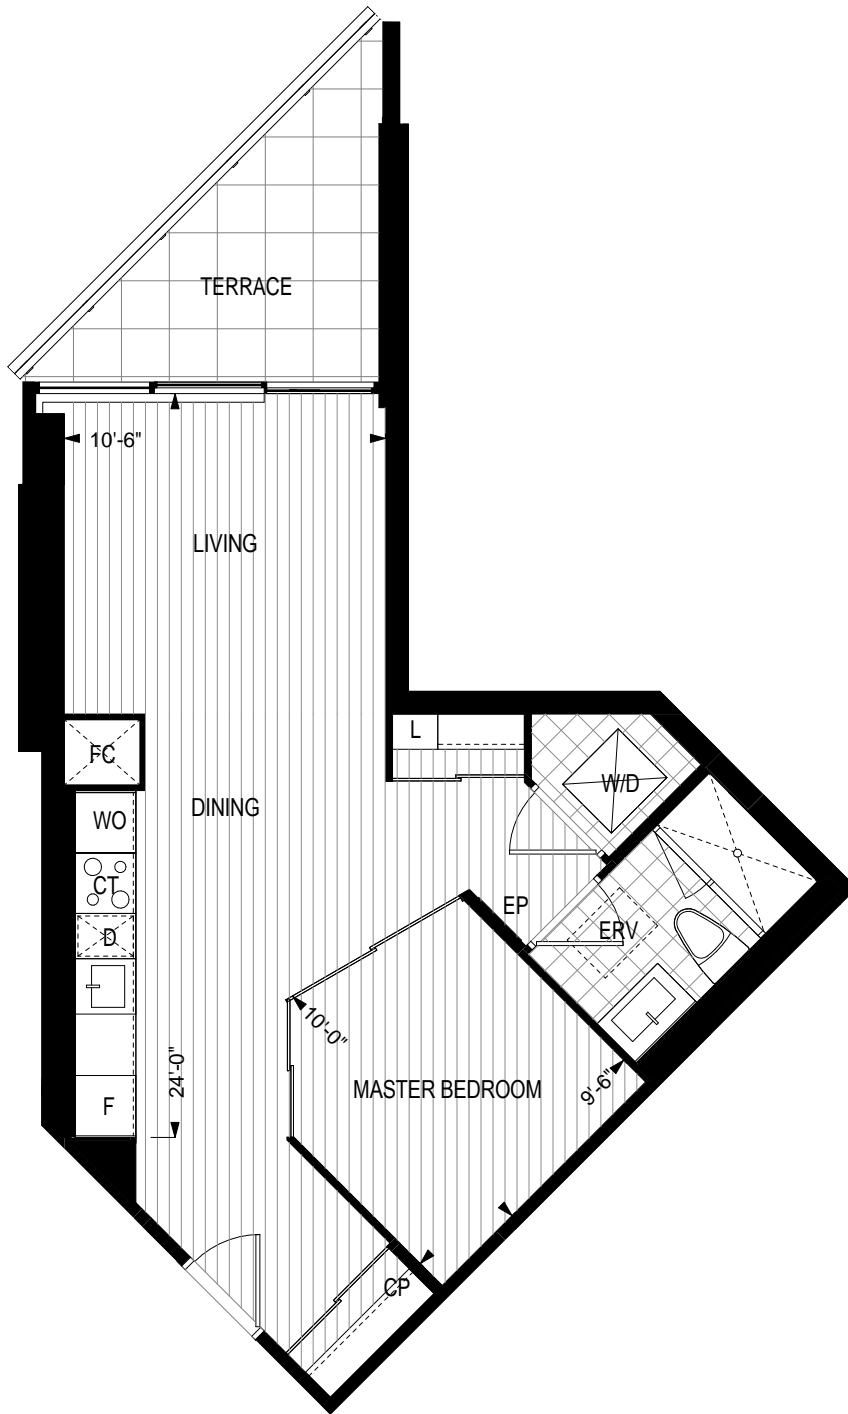 TERRACE
10'-6"
LIVING
L
FC
W/D
DINING
WO
CT
EP
ERV
D
10'-0"
24'-0"
MASTER BEDROOM
9'-6"
F
CP